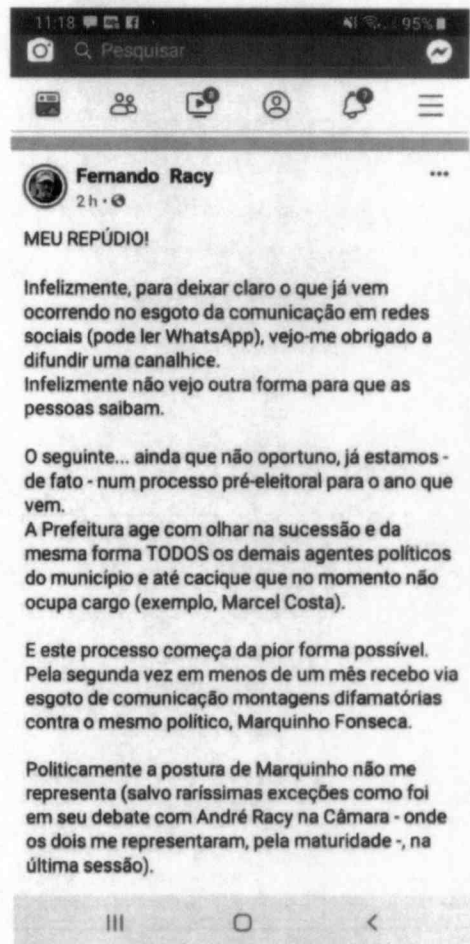 11:18 95%
Pesquisar
Fernando Racy
2 h
MEU REPÚDIO!
Infelizmente, para deixar claro o que já vem
ocorrendo no esgoto da comunicação em redes
sociais (pode ler WhatsApp), vejo-me obrigado a
difundir uma canalhice.
Infelizmente não vejo outra forma para que as
pessoas saibam.
O seguinte... ainda que não oportuno, já estamos -
de fato - num processo pré-eleitoral para o ano que
vem.
A Prefeitura age com olhar na sucessão e da
mesma forma TODOS os demais agentes políticos
do município e até cacique que no momento não
ocupa cargo (exemplo, Marcel Costa).
E este processo começa da pior forma possível.
Pela segunda vez em menos de um mês recebo via
esgoto de comunicação montagens difamatórias
contra o mesmo político, Marquinho Fonseca.
Politicamente a postura de Marquinho não me
representa (salvo raríssimas exceções como foi
em seu debate com André Racy na Câmara - onde
os dois me representaram, pela maturidade -, na
última sessão).